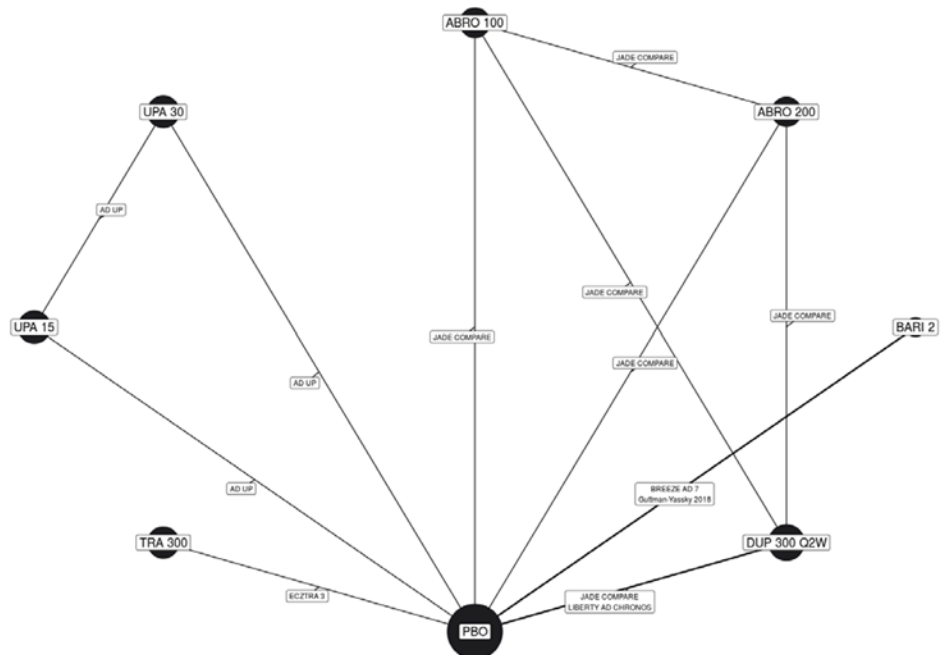 ABRO 100
JADE COMPARE
UPA 30
ABRO 200
AD UP
JADE COMPARE
JADE COMPARE
UPA 15
BARI 2
JADE COMPARE
JADE COMPARE
AD UP
AD UP
BREEZE AD 7
Guttman-Yassky 2018
TRA 300
DUP 300 Q2W
ECZTRA 3
JADE COMPARE
LIBERTY AD CHRONOS
PBO